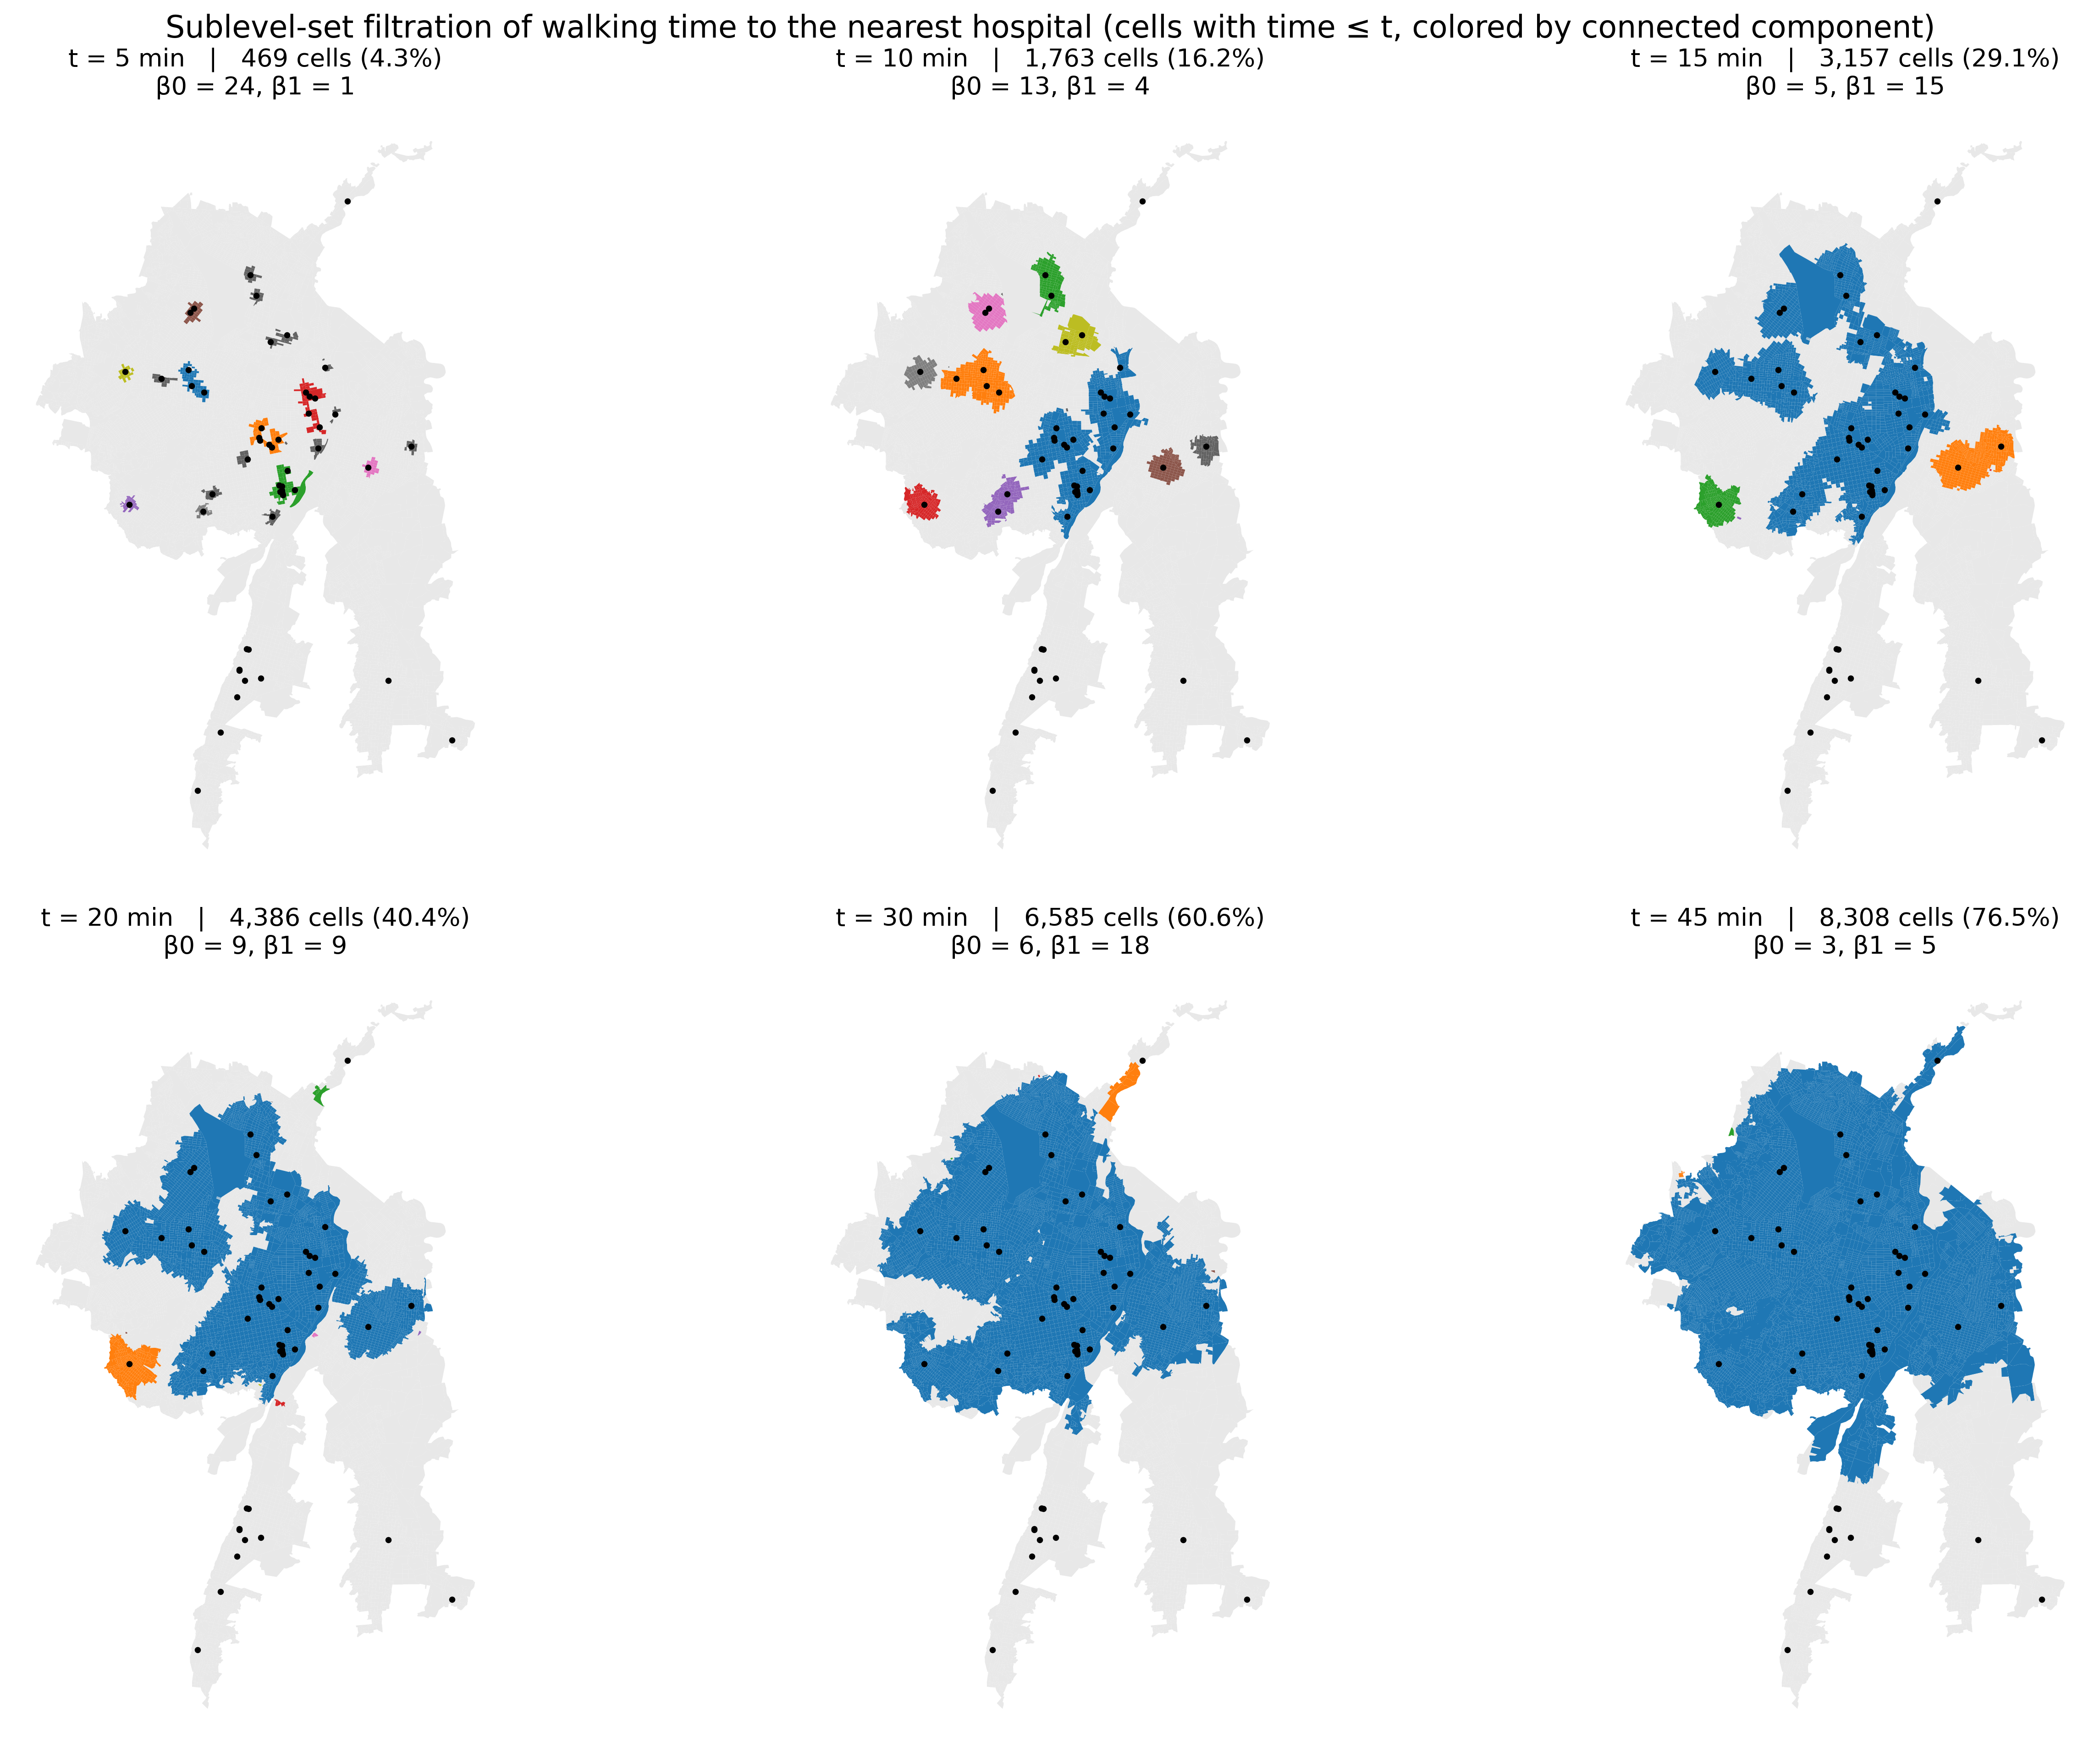 Sublevel-set filtration of walking time to the nearest hospital (cells with time ≤ t, colored by connected component)
t = 5 min | 469 cells (4.3%)
β0 = 24, β1 = 1
t = 10 min | 1,763 cells (16.2%)
β0 = 13, β1 = 4
t = 15 min | 3,157 cells (29.1%)
β0 = 5, β1 = 15
t = 20 min | 4,386 cells (40.4%)
β0 = 9, β1 = 9
t = 30 min | 6,585 cells (60.6%)
β0 = 6, β1 = 18
t = 45 min | 8,308 cells (76.5%)
β0 = 3, β1 = 5